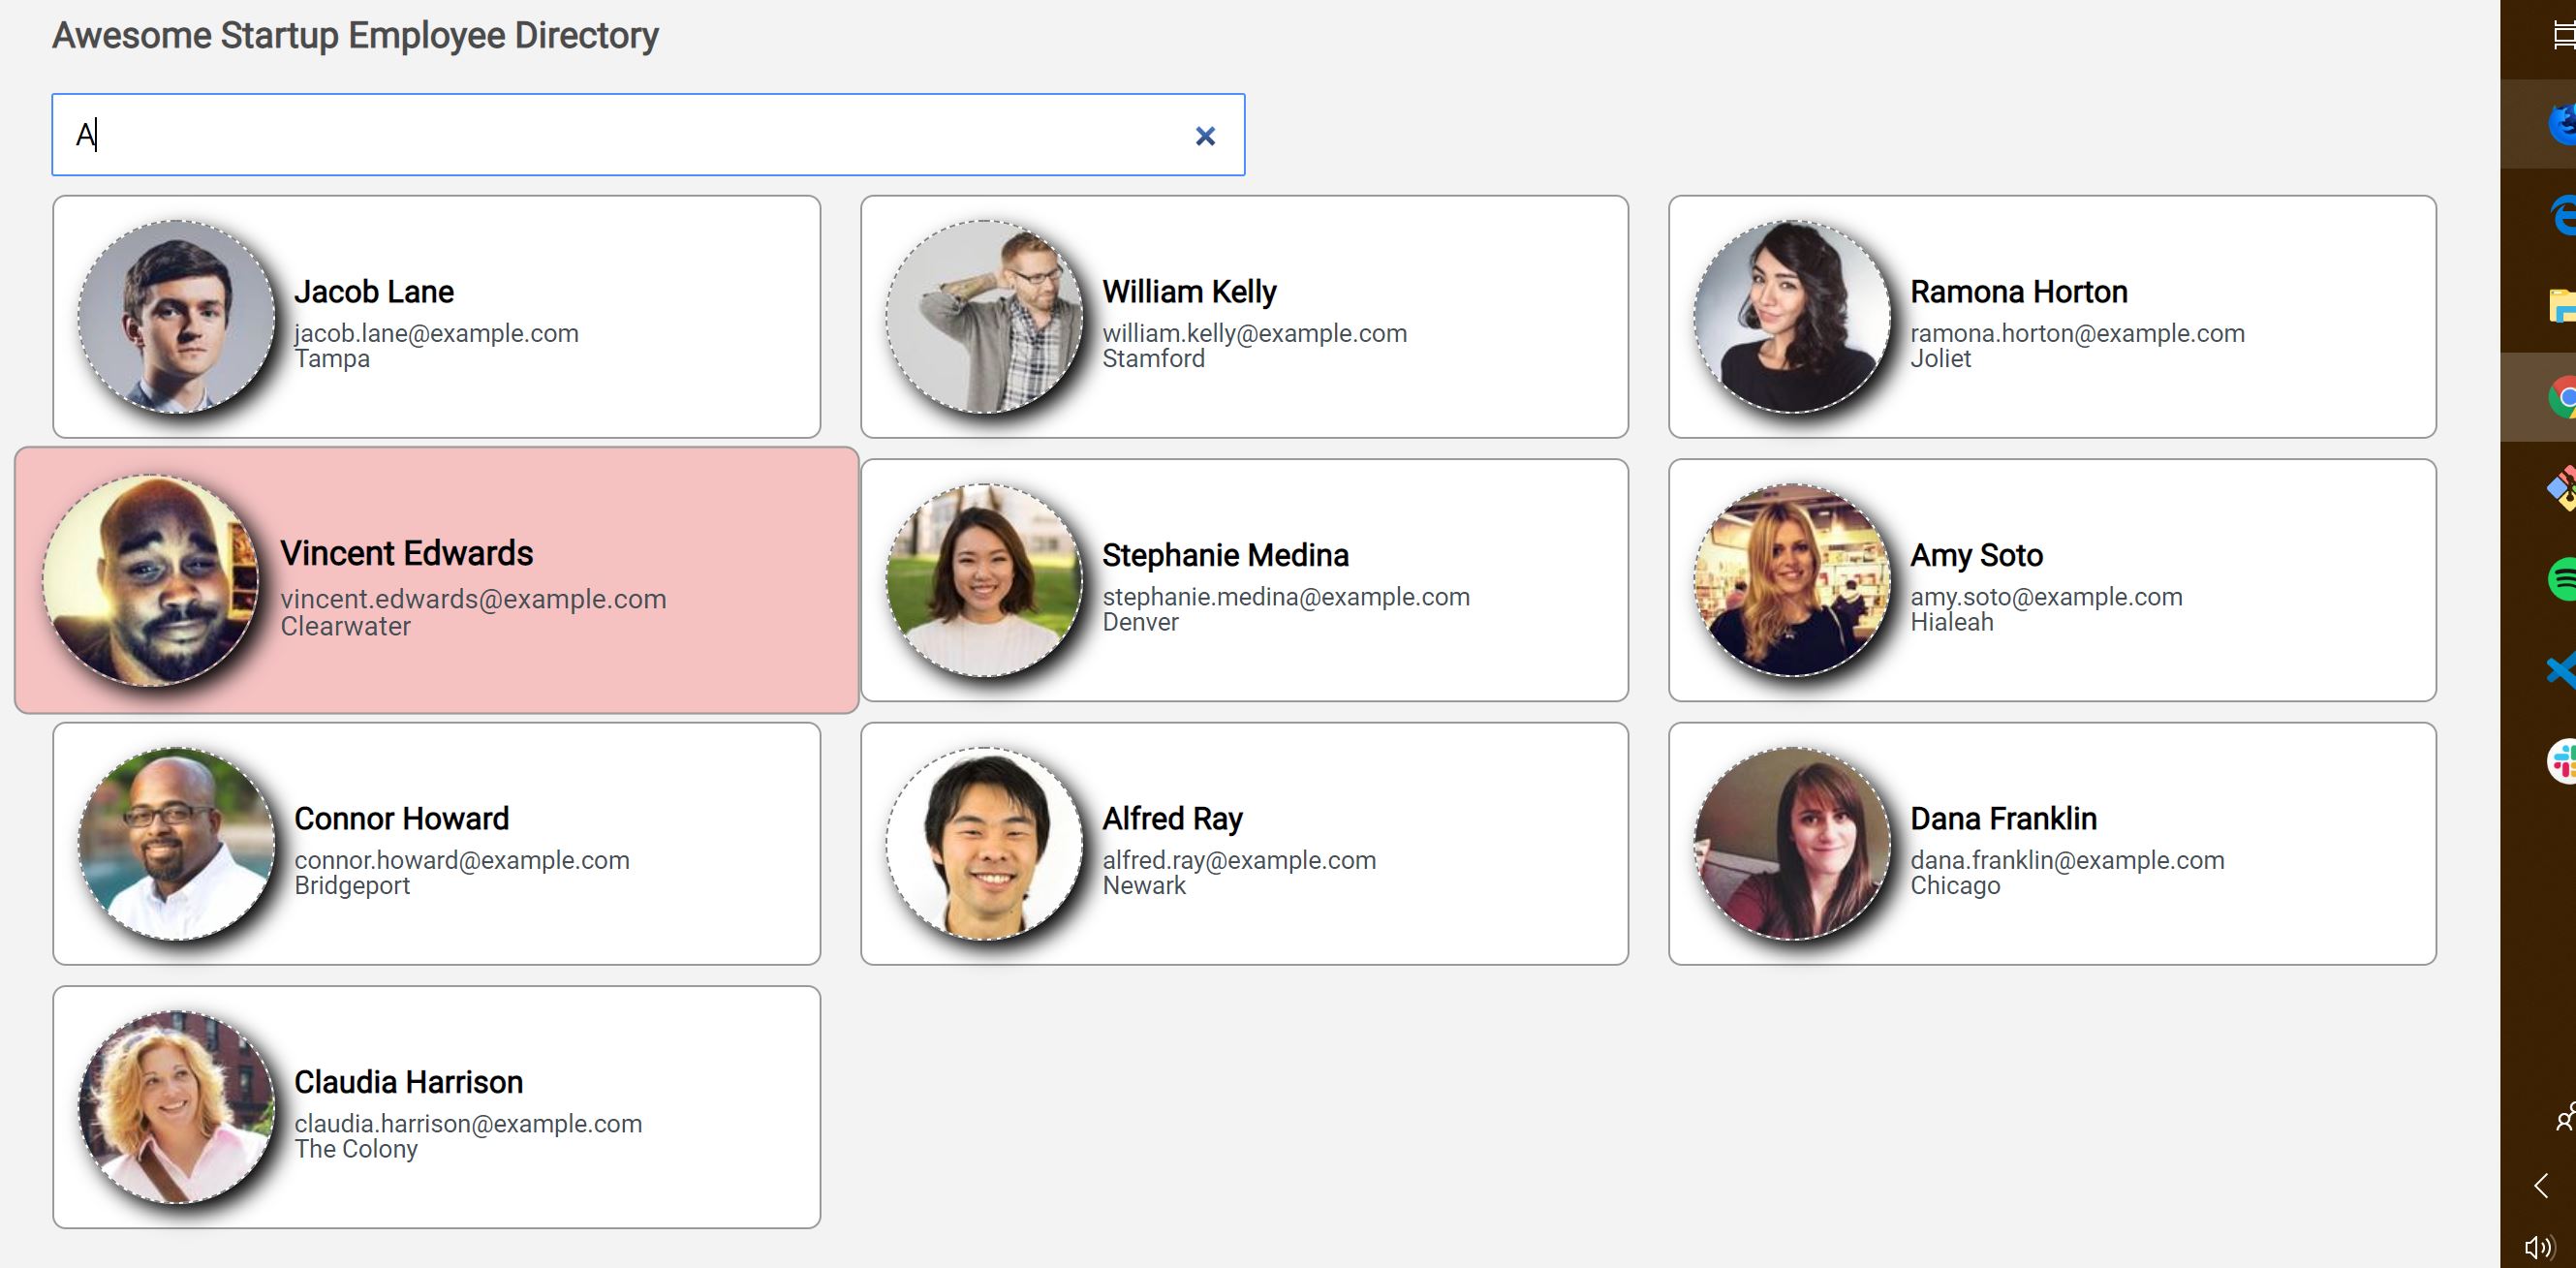 Awesome Startup Employee Directory
A
Jacob Lane
jacob.lane@example.com
Tampa
William Kelly
william.kelly@example.com
Stamford
Ramona Horton
ramona.horton@example.com
Joliet
Vincent Edwards
vincent.edwards@example.com
Clearwater
Stephanie Medina
stephanie.medina@example.com
Denver
Amy Soto
amy.soto@example.com
Hialeah
Connor Howard
connor.howard@example.com
Bridgeport
Alfred Ray
alfred.ray@example.com
Newark
Dana Franklin
dana.franklin@example.com
Chicago
Claudia Harrison
claudia.harrison@example.com
The Colony